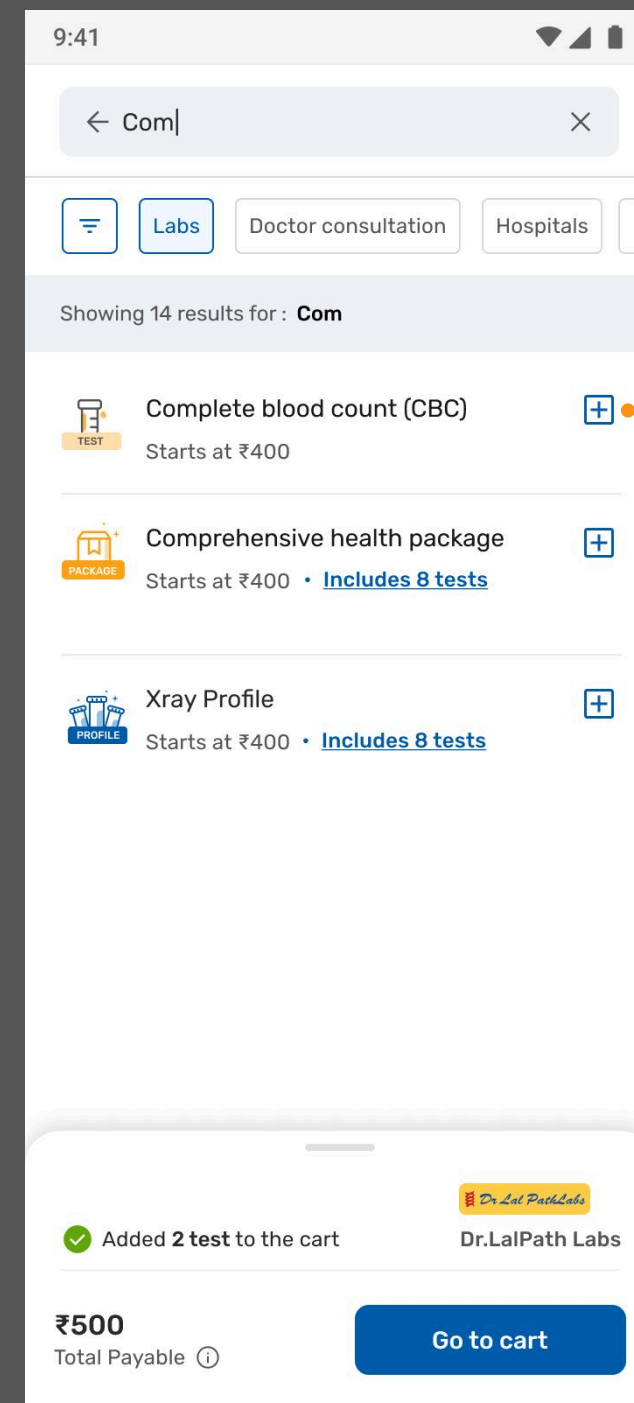 9:41
Com
Labs
Doctor consultation
Hospitals
Showing 14 results for : Com
TEST
Complete blood count (CBC)
Starts at ₹400
PACKAGE
Comprehensive health package
Starts at ₹400 • Includes 8 tests
PROFILE
Xray Profile
Starts at ₹400 • Includes 8 tests
Dr Lal PathLabs
Added 2 test to the cart
Dr.LalPath Labs
₹500
Total Payable
Go to cart